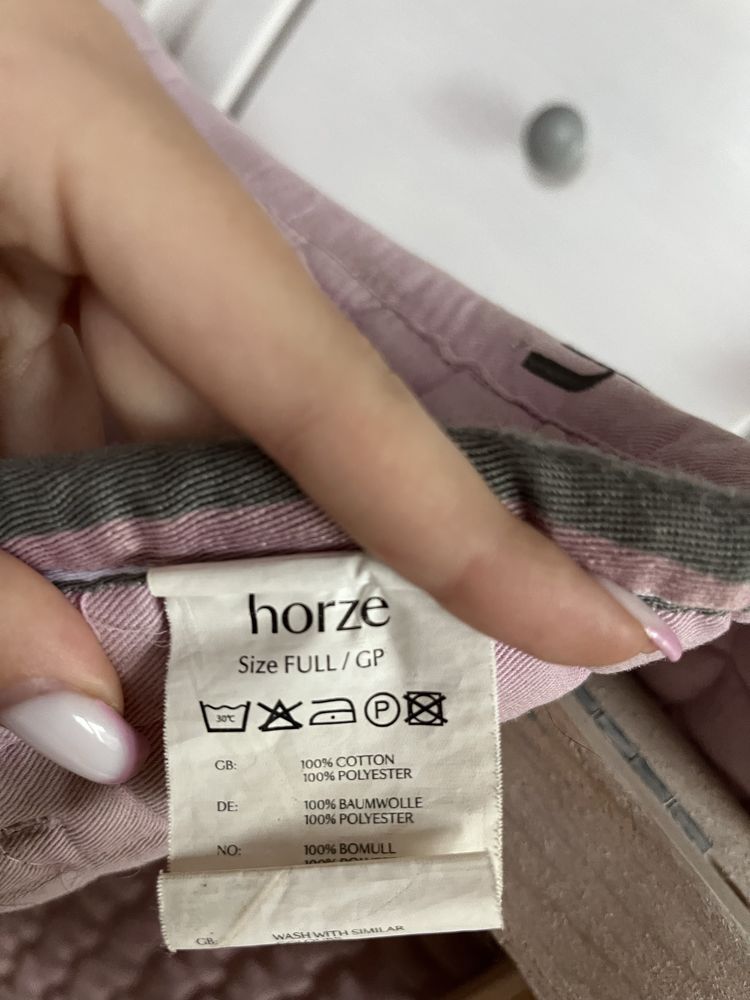 horze
Size FULL / GP
30°C
P
GB: 100% COTTON
100% POLYESTER
DE: 100% BAUMWOLLE
100% POLYESTER
NO: 100% BOMULL
100%
GB: WASH WITH SIMILAR